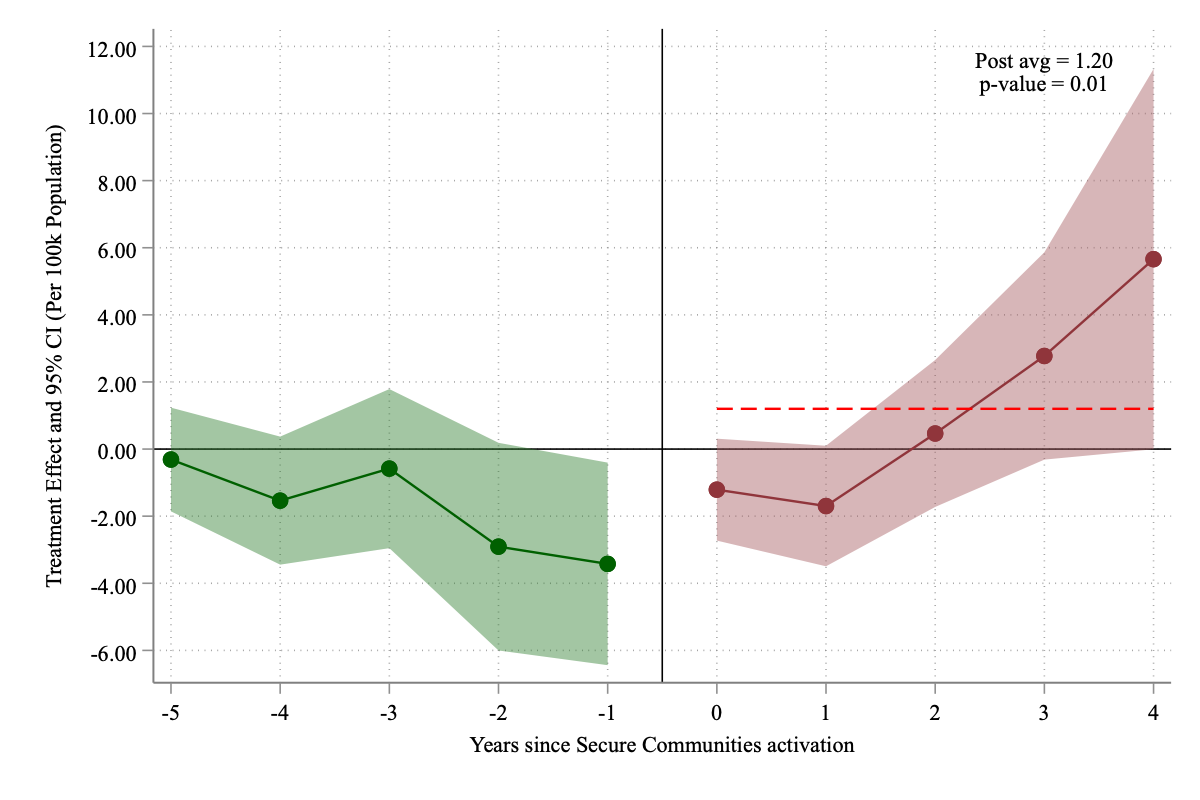 Post avg = 1.20
p-value = 0.01
12.00
10.00
8.00
6.00
4.00
2.00
0.00
-2.00
-4.00
-6.00
Treatment Effect and 95% CI (Per 100k Population)
-5 -4 -3 -2 -1 0 1 2 3 4
Years since Secure Communities activation